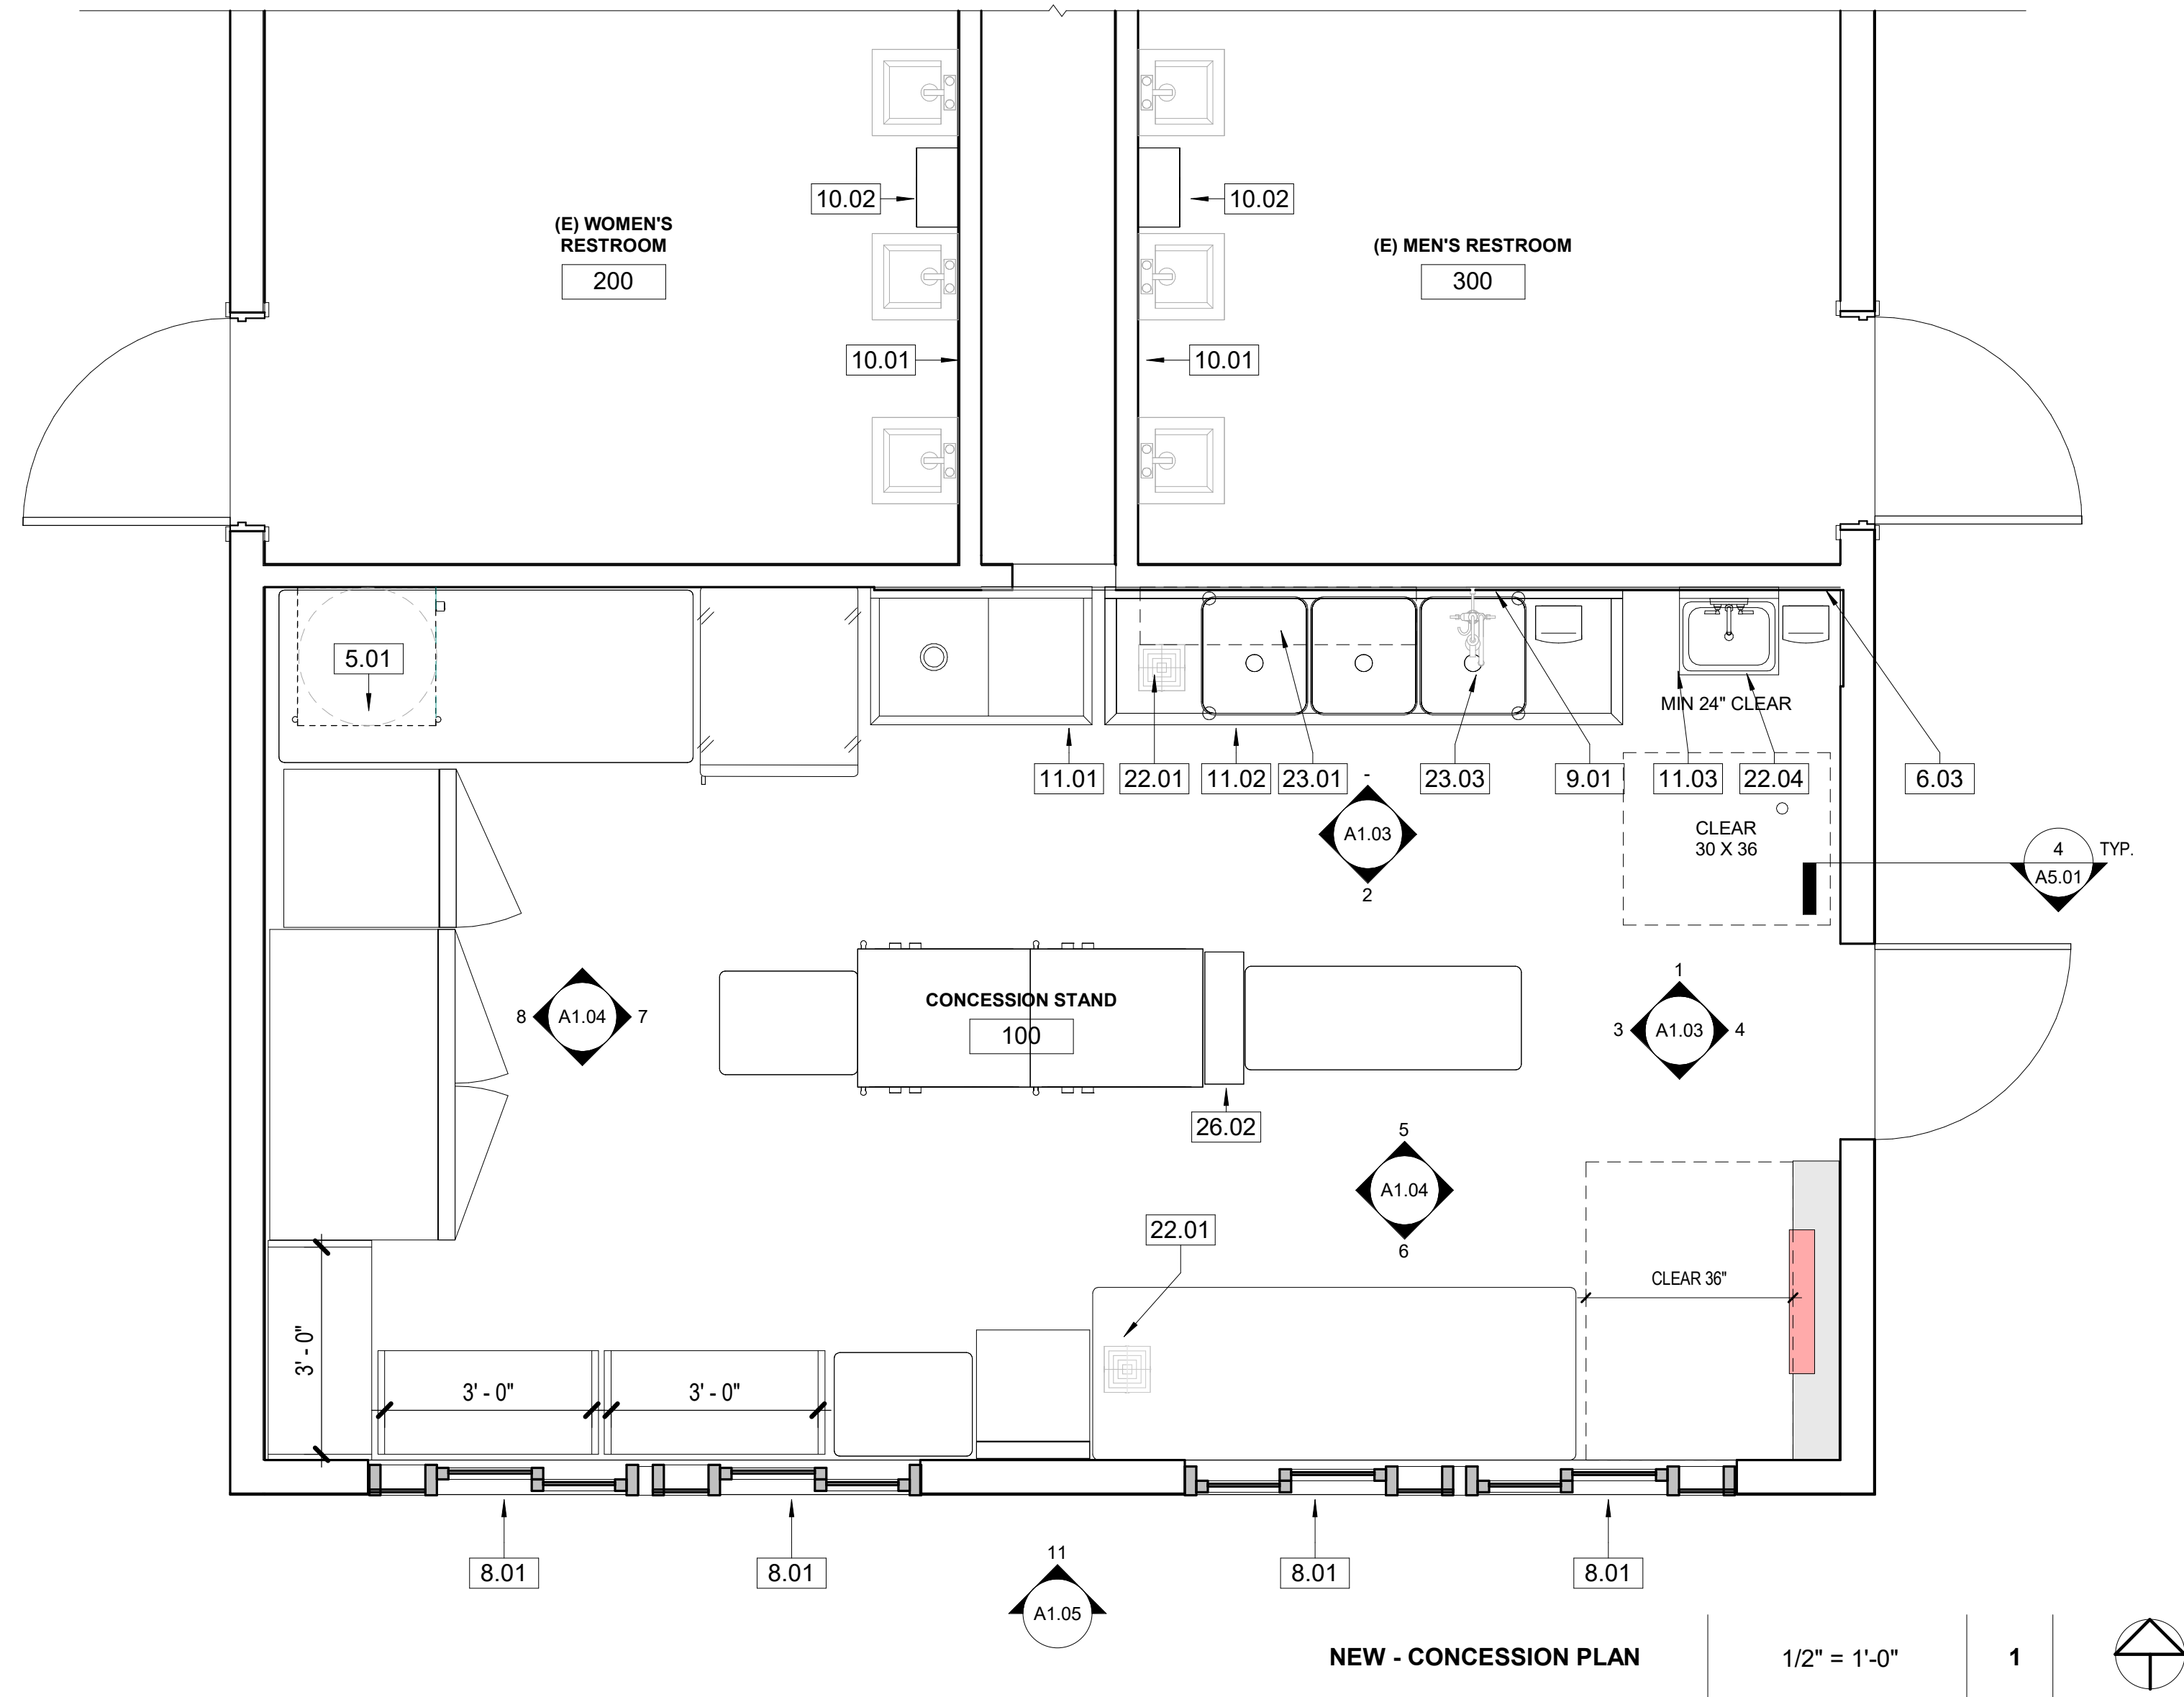 10.02
10.02
(E) WOMEN'S
RESTROOM
200
(E) MEN'S RESTROOM
300
10.01
10.01
5.01
MIN 24" CLEAR
11.01
22.01
11.02
23.01
23.03
9.01
11.03
22.04
6.03
-
A1.03
2
CLEAR
30 X 36
4
A5.01
TYP.
8
A1.04
7
CONCESSION STAND
100
1
3
A1.03
4
26.02
5
A1.04
6
22.01
CLEAR 36"
3' - 0"
3' - 0"
3' - 0"
8.01
8.01
8.01
8.01
11
A1.05
NEW - CONCESSION PLAN
1/2" = 1'-0"
1